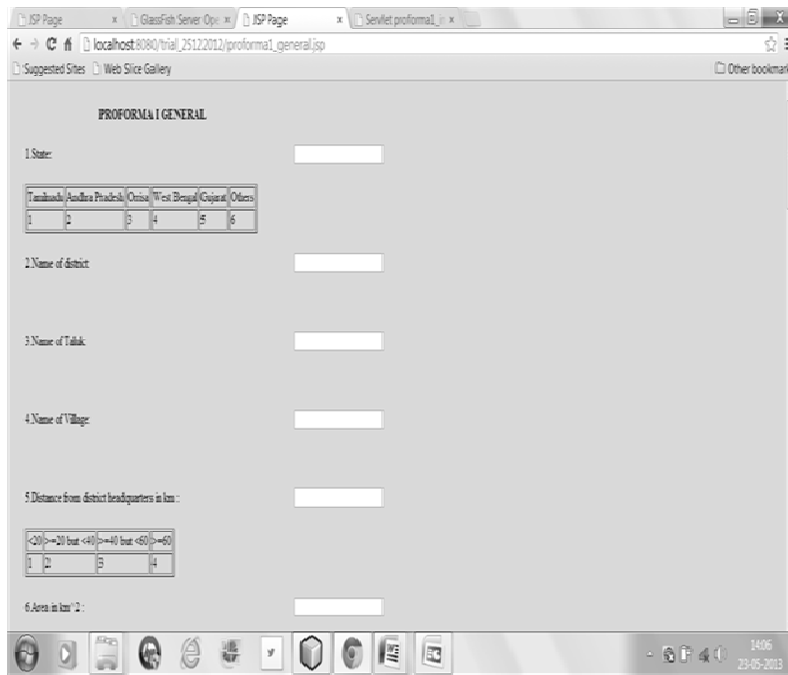 JSP Page
GlassFish Server Ope
JSP Page
Servlet proforma1_i
localhost:8080/trial_25122012/proforma1_general.jsp
Suggested Sites Web Slice Gallery Other bookmark
PROFORMA I GENERAL
1.State:
Tamilnadu Andhra Pradesh Orissa West Bengal Gujarat Others
1 2 3 4 5 6
2.Name of district:
3.Name of Taluk:
4.Name of Village:
5.Distance from district headquarters in km :
<20 >=20 but <40 >=40 but <60 >=60
1 2 3 4
6.Area in km^2 :
14:06
23-05-2013